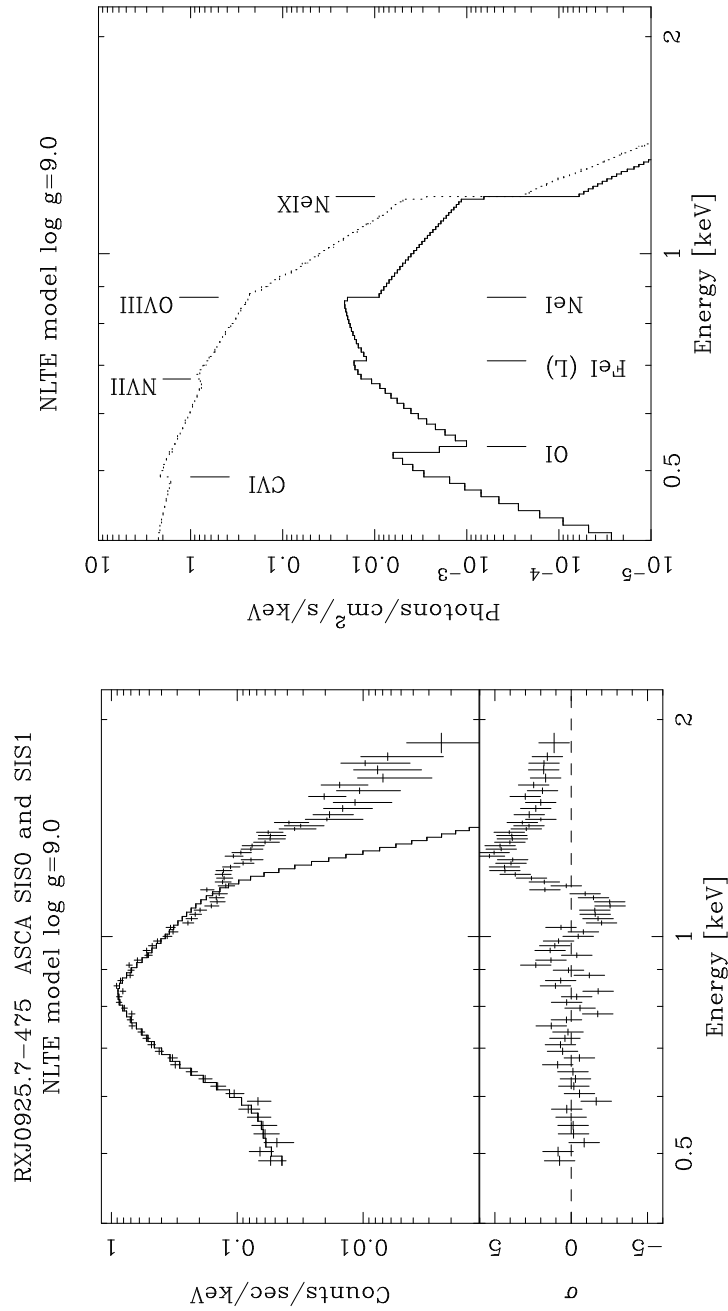 RXJ0925.7−475 ASCA SIS0 and SIS1
NLTE model log g=9.0
Counts/sec/keV
1
0.1
0.01
σ
5
0
−5
0.5
1
2
Energy [keV]
NLTE model log g=9.0
Photons/cm²/s/keV
10
1
0.1
0.01
10⁻³
10⁻⁴
10⁻⁵
CVI
NVII
OVIII
NeIX
OI
FeI (L)
NeI
0.5
1
2
Energy [keV]